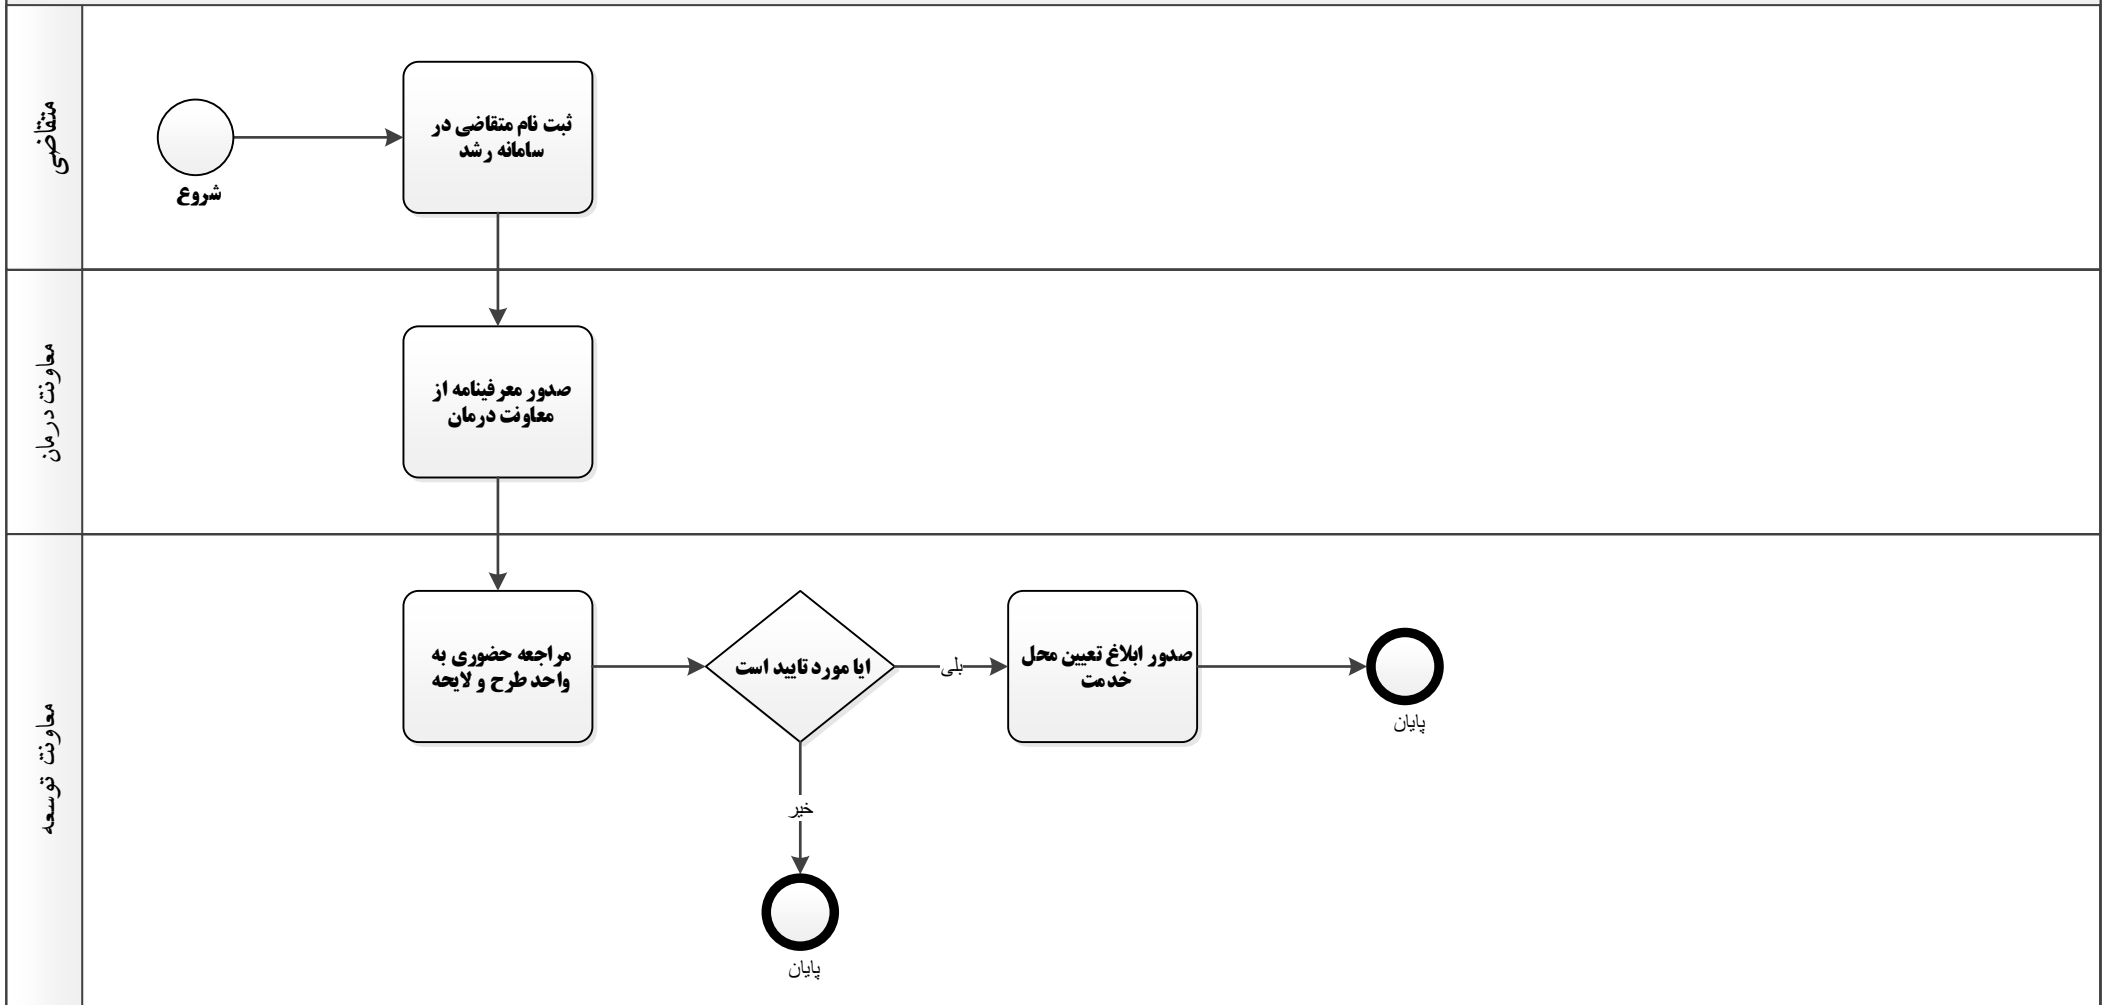 متقاضی
ثبت نام متقاضی در
سامانه رشد
شروع
معاونت درمان
صدور معرفینامه از
معاونت درمان
معاونت توسعه
مراجعه حضوری به
واحد طرح و لایحه
ایا مورد تایید است
بلی
صدور ابلاغ تعیین محل
خدمت
پایان
خیر
پایان